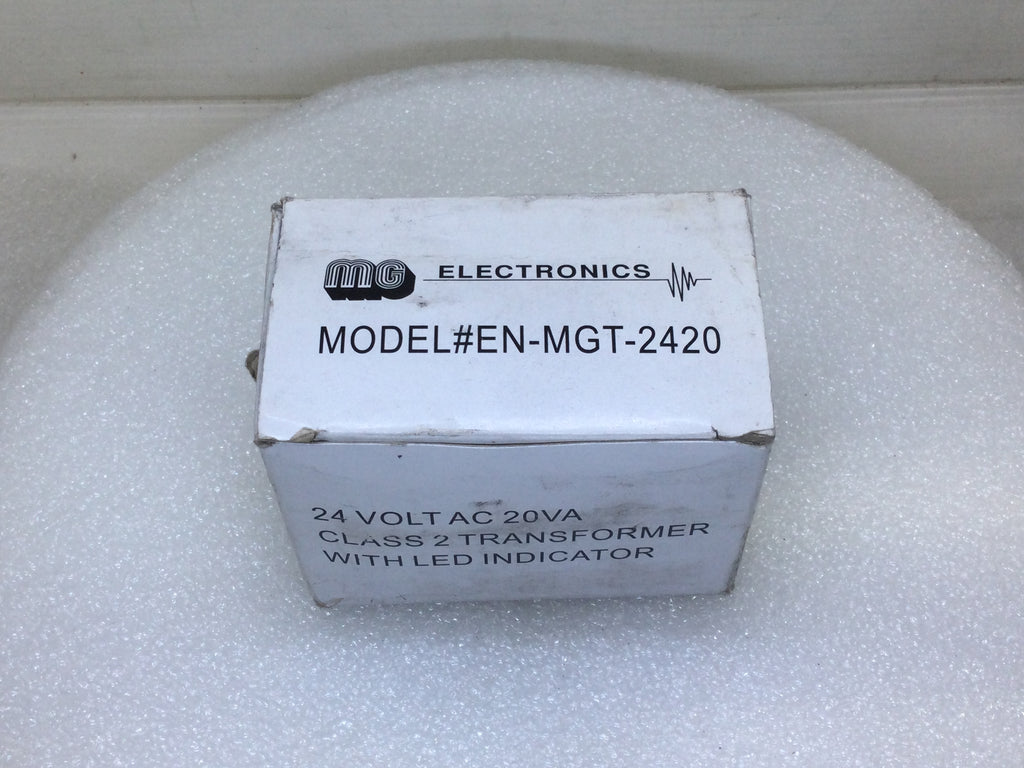 MG ELECTRONICS
MODEL#EN-MGT-2420
24 VOLT AC 20VA
CLASS 2 TRANSFORMER
WITH LED INDICATOR